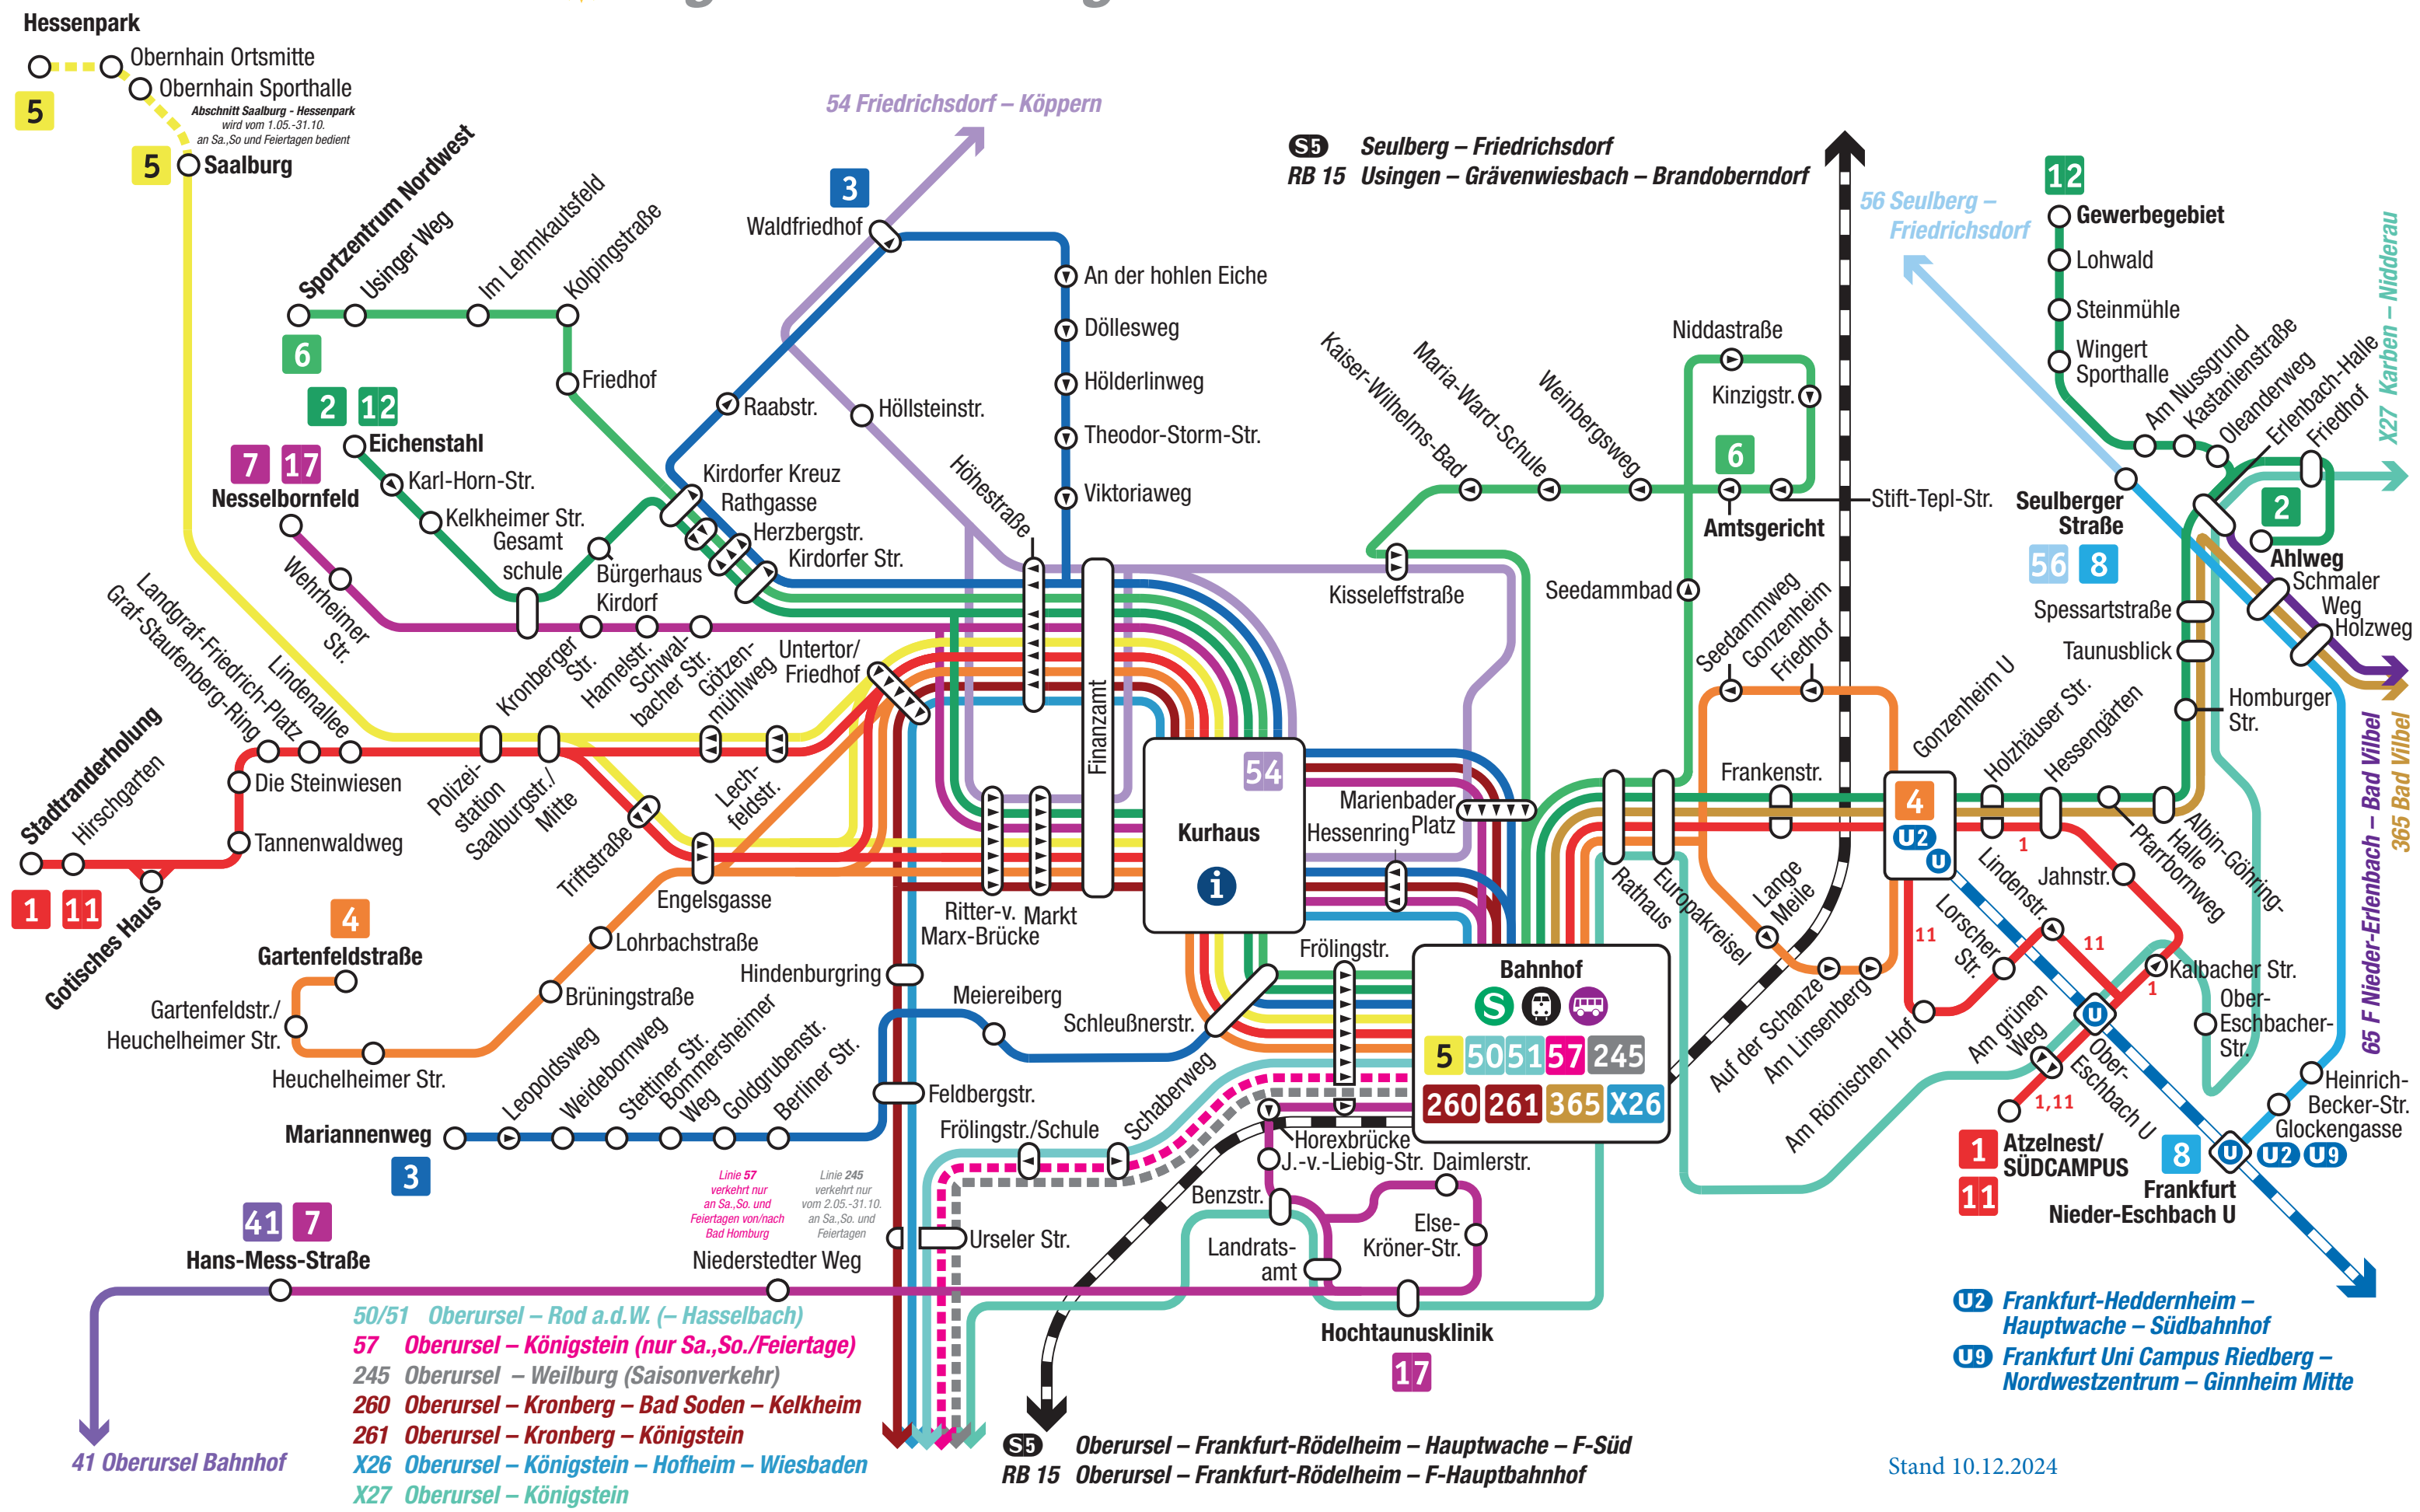 Hessenpark
Obernhain Ortsmitte
Obernhain Sporthalle
5
Abschnitt Saalburg - Hessenpark
wird vom 1.05.-31.10.
an Sa.,So und Feiertagen bedient
5
Saalburg
54 Friedrichsdorf – Köppern
3
Waldfriedhof
S5 Seulberg – Friedrichsdorf
RB 15 Usingen – Grävenwiesbach – Brandoberndorf
56 Seulberg –
Friedrichsdorf
12
Gewerbegebiet
Lohwald
Steinmühle
Wingert
Sporthalle
Am Nussgrund
Kastanienstraße
Oleanderweg
Erlenbach-Halle
Friedhof
X27 Karben – Nidderau
Sportzentrum Nordwest
Usinger Weg
Im Lehmkautsfeld
Kolpingstraße
6
Friedhof
2
12
Eichenstahl
Karl-Horn-Str.
Kelkheimer Str.
Gesamt
schule
Bürgerhaus
Kirdorf
7
17
Nesselbornfeld
Wehrheimer
Str.
Kronberger
Str.
Hamelstr.
Schwal-
bacher Str.
Götzen-
mühlweg
Untertor/
Friedhof
Raabstr.
Höllsteinstr.
Kirdorfer Kreuz
Rathgasse
Herzbergstr.
Kirdorfer Str.
Höhestraße
An der hohlen Eiche
Döllesweg
Hölderlinweg
Theodor-Storm-Str.
Viktoriaweg
Kaiser-Wilhelms-Bad
Maria-Ward-Schule
Weinbergsweg
Niddastraße
Kinzigstr.
6
Amtsgericht
Stift-Tepl-Str.
Kisseleffstraße
Seedammbad
Seedammweg
Gonzenheim
Friedhof
Seulberger
Straße
56
8
2
Ahlweg
Schmaler
Weg
Holzweg
Spessartstraße
Taunusblick
Homburger
Str.
65 F Nieder-Erlenbach – Bad Vilbel
365 Bad Vilbel
Landgraf-Friedrich-Platz
Graf-Staufenberg-Ring
Lindenallee
Die Steinwiesen
Tannenwaldweg
Stadtranderholung
Hirschgarten
1
11
Gotisches Haus
Polizei-
station
Saalburgstr./
Mitte
Triftstraße
Lech-
feldstr.
Engelsgasse
4
Gartenfeldstraße
Gartenfeldstr./
Heuchelheimer Str.
Heuchelheimer Str.
Brüningstraße
Lohrbachstraße
Ritter-v.
Marx-Brücke
Markt
Finanzamt
54
Kurhaus
i
Marienbader
Platz
Hessenring
Rathaus
Europakreisel
Frankenstr.
Lange
Meile
Auf der Schanze
Am Linsenberg
Gonzenheim U
4
U2
U
Holzhäuser Str.
Hessengärten
Pfarrbornweg
Albin-Göhring-
Halle
1
Jahnstr.
Lindenstr.
Lorscher
Str.
11
11
Am Römischen Hof
Kalbacher Str.
1
Ober-
Eschbacher-
Str.
U
Ober-
Eschbach U
Am grünen
Weg
1,11
1
11
Atzelnest/
SÜDCAMPUS
Heinrich-
Becker-Str.
Glockengasse
8
U
U2
U9
Frankfurt
Nieder-Eschbach U
Hindenburgring
Meiereiberg
Schleußnerstr.
Frölingstr.
Bahnhof
S
5
50
51
57
245
260
261
365
X26
Schaberweg
Feldbergstr.
Frölingstr./Schule
Horexbrücke
J.-v.-Liebig-Str.
Daimlerstr.
Benzstr.
Else-
Kröner-Str.
Landrats-
amt
Hochtaunusklinik
17
Mariannenweg
3
Leopoldsweg
Weidebornweg
Stettiner Str.
Bommersheimer
Weg
Goldgrubenstr.
Berliner Str.
Linie 57
verkehrt nur
an Sa.,So. und
Feiertagen von/nach
Bad Homburg
Linie 245
verkehrt nur
vom 2.05.-31.10.
an Sa.,So. und
Feiertagen
Urseler Str.
41
7
Hans-Mess-Straße
Niederstedter Weg
41 Oberursel Bahnhof
50/51 Oberursel – Rod a.d.W. (– Hasselbach)
57 Oberursel – Königstein (nur Sa.,So./Feiertage)
245 Oberursel – Weilburg (Saisonverkehr)
260 Oberursel – Kronberg – Bad Soden – Kelkheim
261 Oberursel – Kronberg – Königstein
X26 Oberursel – Königstein – Hofheim – Wiesbaden
X27 Oberursel – Königstein
S5 Oberursel – Frankfurt-Rödelheim – Hauptwache – F-Süd
RB 15 Oberursel – Frankfurt-Rödelheim – F-Hauptbahnhof
U2 Frankfurt-Heddernheim –
Hauptwache – Südbahnhof
U9 Frankfurt Uni Campus Riedberg –
Nordwestzentrum – Ginnheim Mitte
Stand 10.12.2024